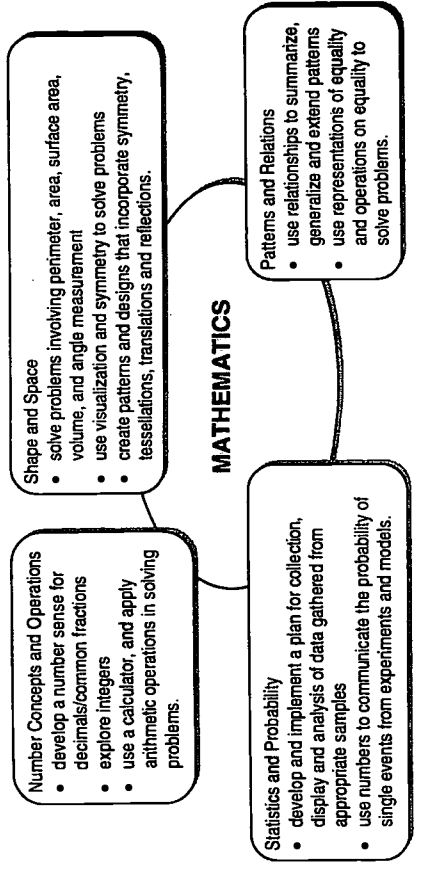 Number Concepts and Operations
• develop a number sense for
decimals/common fractions
• explore integers
• use a calculator, and apply
arithmetic operations in solving
problems.
Shape and Space
• solve problems involving perimeter, area, surface area,
volume, and angle measurement
• use visualization and symmetry to solve problems
• create patterns and designs that incorporate symmetry,
tessellations, translations and reflections.
MATHEMATICS
Statistics and Probability
• develop and implement a plan for collection,
display and analysis of data gathered from
appropriate samples
• use numbers to communicate the probability of
single events from experiments and models.
Patterns and Relations
• use relationships to summarize,
generalize and extend patterns
• use representations of equality
and operations on equality to
solve problems.